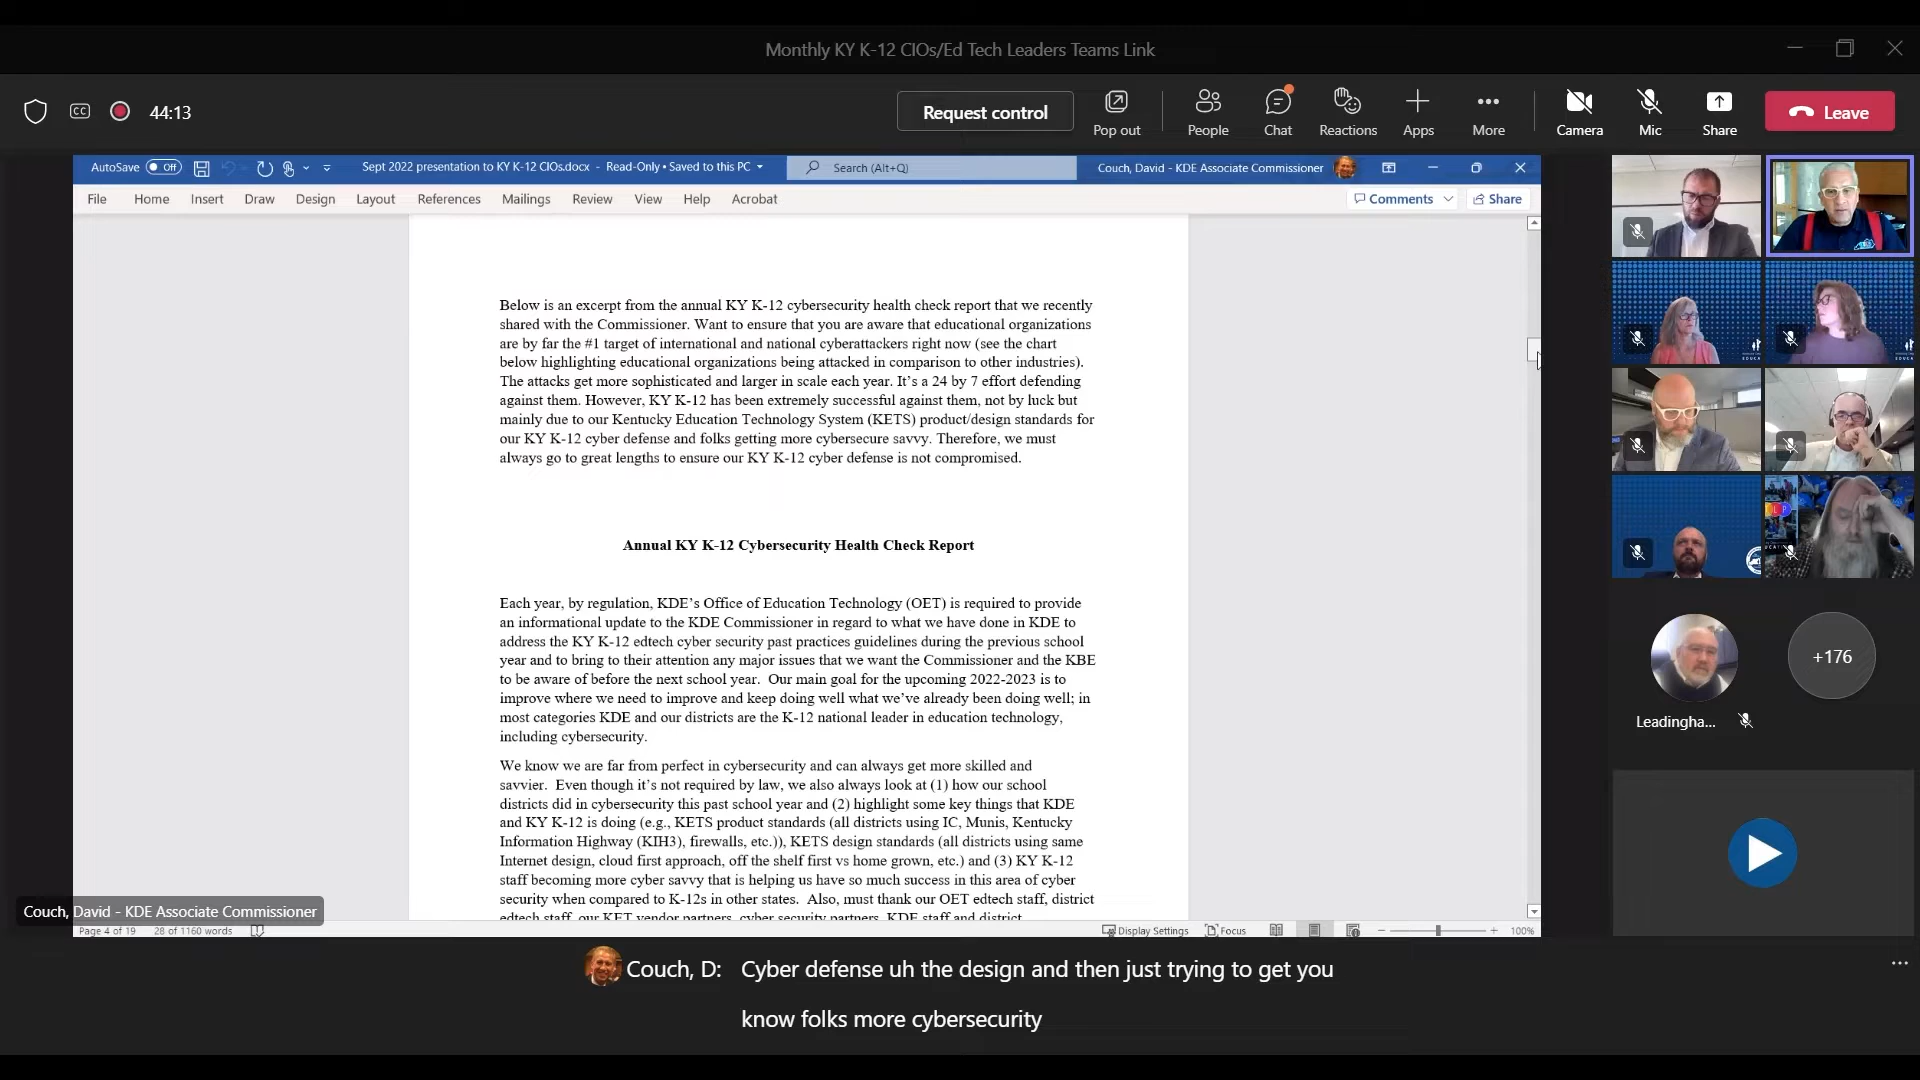 Monthly KY K-12 CIOs/Ed Tech Leaders Teams Link
CC
44:13
Request control
Pop out
People
Chat
Reactions
Apps
More
Camera
Mic
Share
Leave
AutoSave Off
Sept 2022 presentation to KY K-12 CIOs.docx - Read-Only • Saved to this PC
Search (Alt+Q)
Couch, David - KDE Associate Commissioner
File Home Insert Draw Design Layout References Mailings Review View Help Acrobat
Comments
Share
Below is an excerpt from the annual KY K-12 cybersecurity health check report that we recently
shared with the Commissioner. Want to ensure that you are aware that educational organizations
are by far the #1 target of international and national cyberattackers right now (see the chart
below highlighting educational organizations being attacked in comparison to other industries).
The attacks get more sophisticated and larger in scale each year. It's a 24 by 7 effort defending
against them. However, KY K-12 has been extremely successful against them, not by luck but
mainly due to our Kentucky Education Technology System (KETS) product/design standards for
our KY K-12 cyber defense and folks getting more cybersecure savvy. Therefore, we must
always go to great lengths to ensure our KY K-12 cyber defense is not compromised.
Annual KY K-12 Cybersecurity Health Check Report
Each year, by regulation, KDE's Office of Education Technology (OET) is required to provide
an informational update to the KDE Commissioner in regard to what we have done in KDE to
address the KY K-12 edtech cyber security past practices guidelines during the previous school
year and to bring to their attention any major issues that we want the Commissioner and the KBE
to be aware of before the next school year. Our main goal for the upcoming 2022-2023 is to
improve where we need to improve and keep doing well what we've already been doing well; in
most categories KDE and our districts are the K-12 national leader in education technology,
including cybersecurity.
We know we are far from perfect in cybersecurity and can always get more skilled and
savvier. Even though it's not required by law, we also always look at (1) how our school
districts did in cybersecurity this past school year and (2) highlight some key things that KDE
and KY K-12 is doing (e.g., KETS product standards (all districts using IC, Munis, Kentucky
Information Highway (KIH3), firewalls, etc.)), KETS design standards (all districts using same
Internet design, cloud first approach, off the shelf first vs home grown, etc.) and (3) KY K-12
staff becoming more cyber savvy that is helping us have so much success in this area of cyber
security when compared to K-12s in other states. Also, must thank our OET edtech staff, district
edtech staff, our KET vendor partners, cyber security partners, KDE staff and district
Couch, David - KDE Associate Commissioner
Page 4 of 19 28 of 1160 words
Display Settings
Focus
100%
Leadingha...
+176
Couch, D: Cyber defense uh the design and then just trying to get you
know folks more cybersecurity